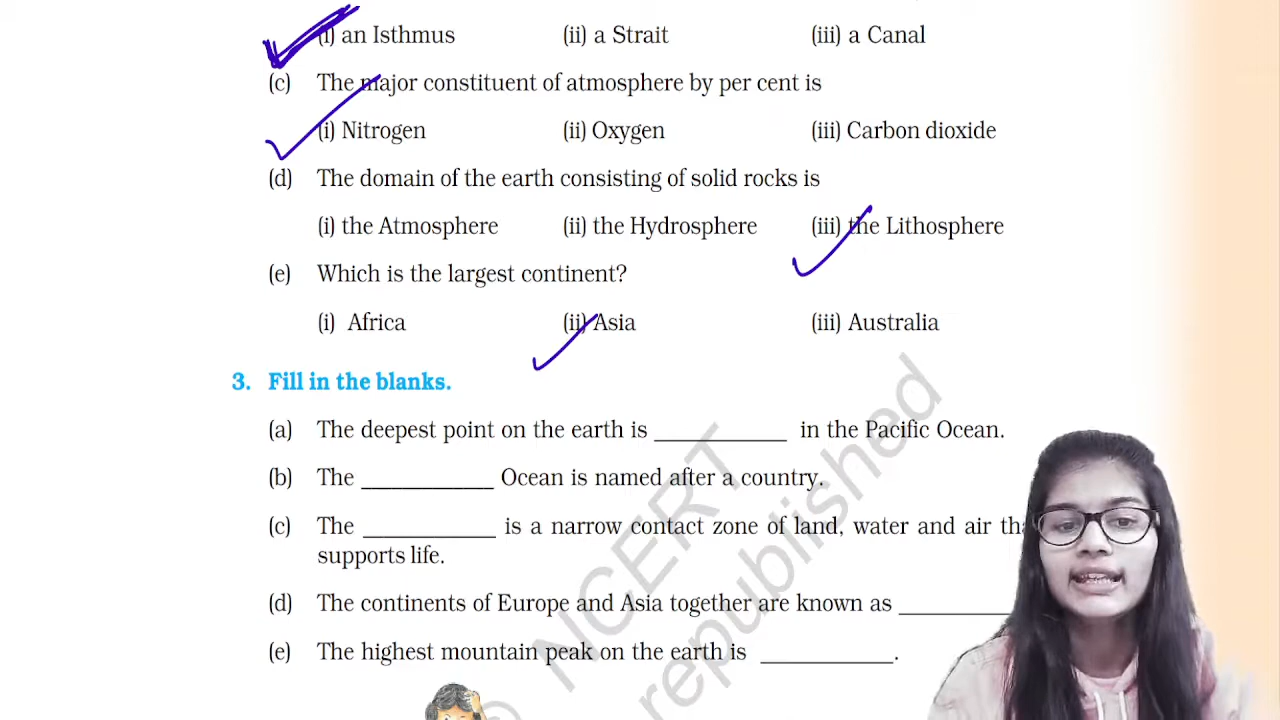 (i) an Isthmus (ii) a Strait (iii) a Canal
(c) The major constituent of atmosphere by per cent is
(i) Nitrogen (ii) Oxygen (iii) Carbon dioxide
(d) The domain of the earth consisting of solid rocks is
(i) the Atmosphere (ii) the Hydrosphere (iii) the Lithosphere
(e) Which is the largest continent?
(i) Africa (ii) Asia (iii) Australia
3. Fill in the blanks.
(a) The deepest point on the earth is ____________ in the Pacific Ocean.
(b) The ____________ Ocean is named after a country.
(c) The ____________ is a narrow contact zone of land, water and air
supports life.
(d) The continents of Europe and Asia together are known as ____________
(e) The highest mountain peak on the earth is ____________.
© NCERT
republished